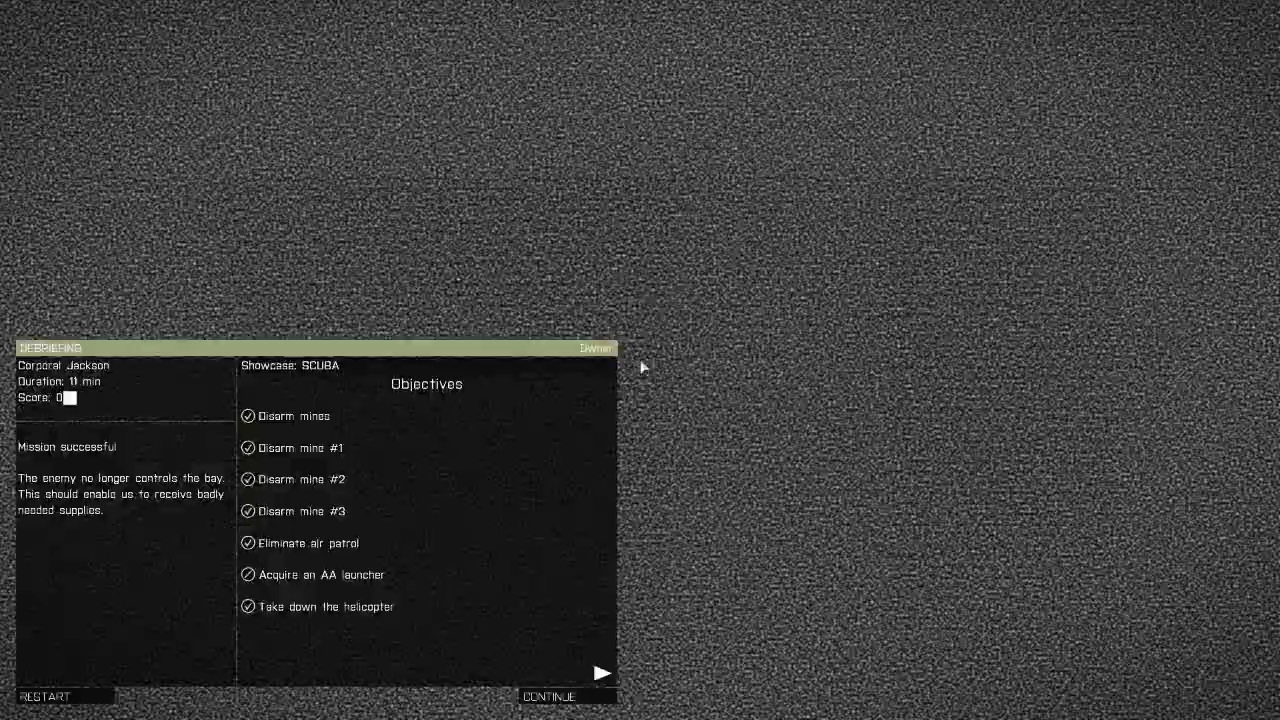 DEBRIEFING Owner
Corporal Jackson
Duration: 11 min
Score: 0
Mission successful
The enemy no longer controls the bay.
This should enable us to receive badly
needed supplies.
Showcase: SCUBA
Objectives
Disarm mines
Disarm mine #1
Disarm mine #2
Disarm mine #3
Eliminate air patrol
Acquire an AA launcher
Take down the helicopter
RESTART
CONTINUE